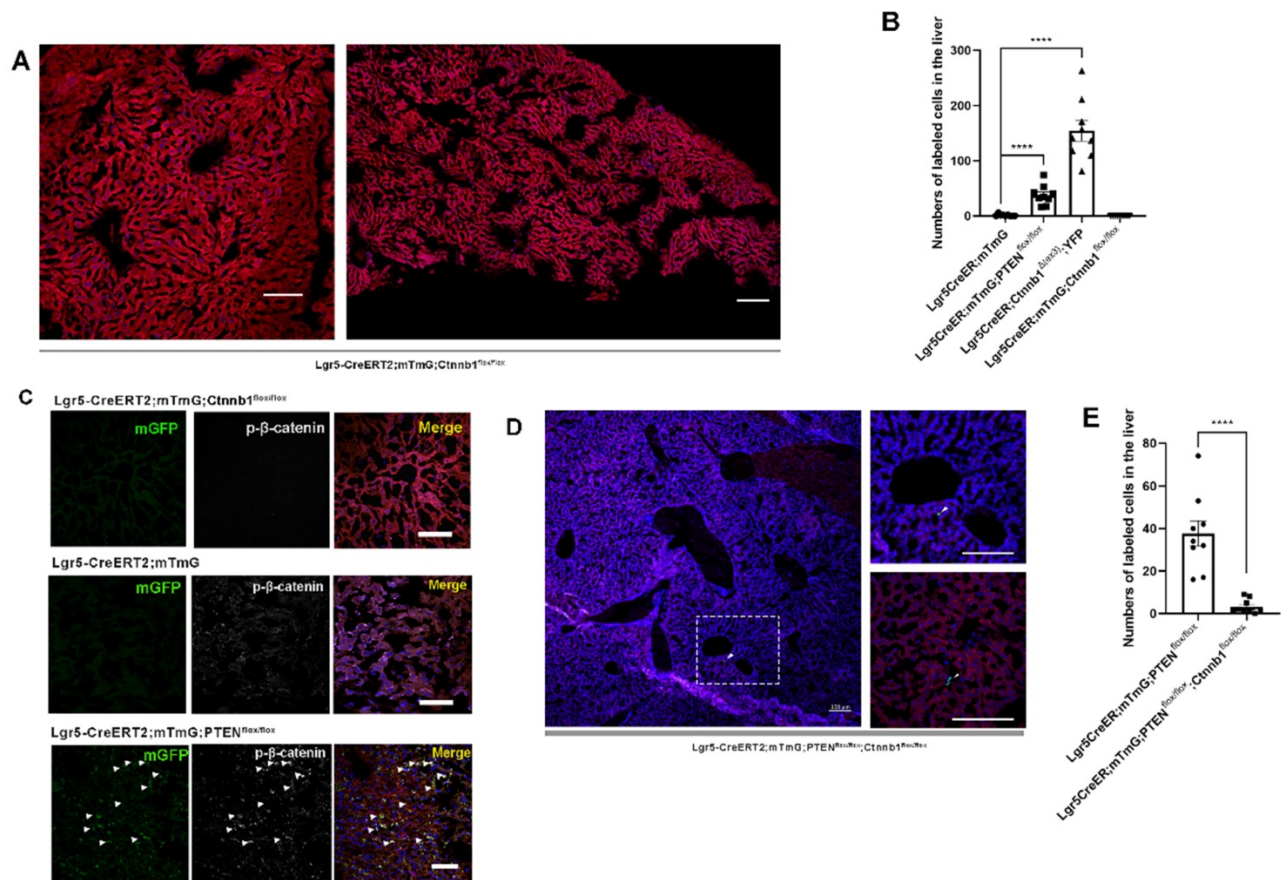 A
Lgr5-CreERT2;mTmG;Ctnnb1flox/flox
B
Numbers of labeled cells in the liver
300
200
100
0
****
****
Lgr5CreER;mTmG
Lgr5CreER;mTmG;PTENflox/flox
Lgr5CreER;Ctnnb1Δ(ex3);YFP
Lgr5CreER;mTmG;Ctnnb1flox/flox
C
Lgr5-CreERT2;mTmG;Ctnnb1flox/flox
mGFP p-β-catenin Merge
Lgr5-CreERT2;mTmG
mGFP p-β-catenin Merge
Lgr5-CreERT2;mTmG;PTENflox/flox
mGFP p-β-catenin Merge
D
Lgr5-CreERT2;mTmG;PTENflox/flox;Ctnnb1flox/flox
E
Numbers of labeled cells in the liver
80
60
40
20
0
****
Lgr5CreER;mTmG;PTENflox/flox
Lgr5CreER;mTmG;PTENflox/flox;Ctnnb1flox/flox